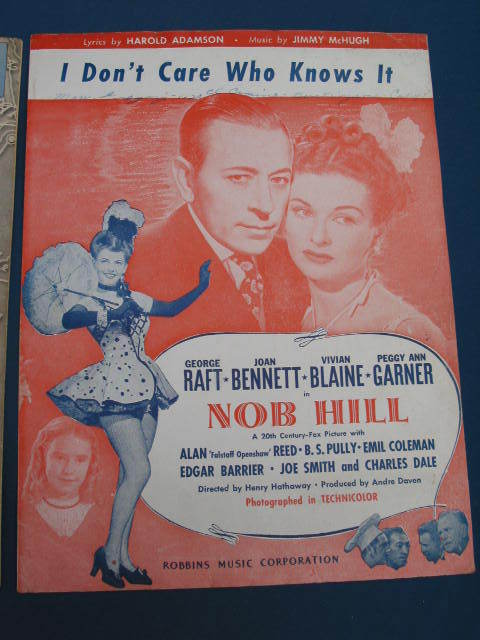 Lyrics by HAROLD ADAMSON • Music by JIMMY McHUGH
I Don't Care Who Knows It
GEORGE RAFT ★ JOAN BENNETT ★ VIVIAN BLAINE ★ PEGGY ANN GARNER
in
NOB HILL
A 20th Century-Fox Picture with
ALAN 'Falstaff Openshaw' REED • B. S. PULLY • EMIL COLEMAN
EDGAR BARRIER • JOE SMITH and CHARLES DALE
Directed by Henry Hathaway • Produced by Andre Daven
Photographed in TECHNICOLOR
ROBBINS MUSIC CORPORATION